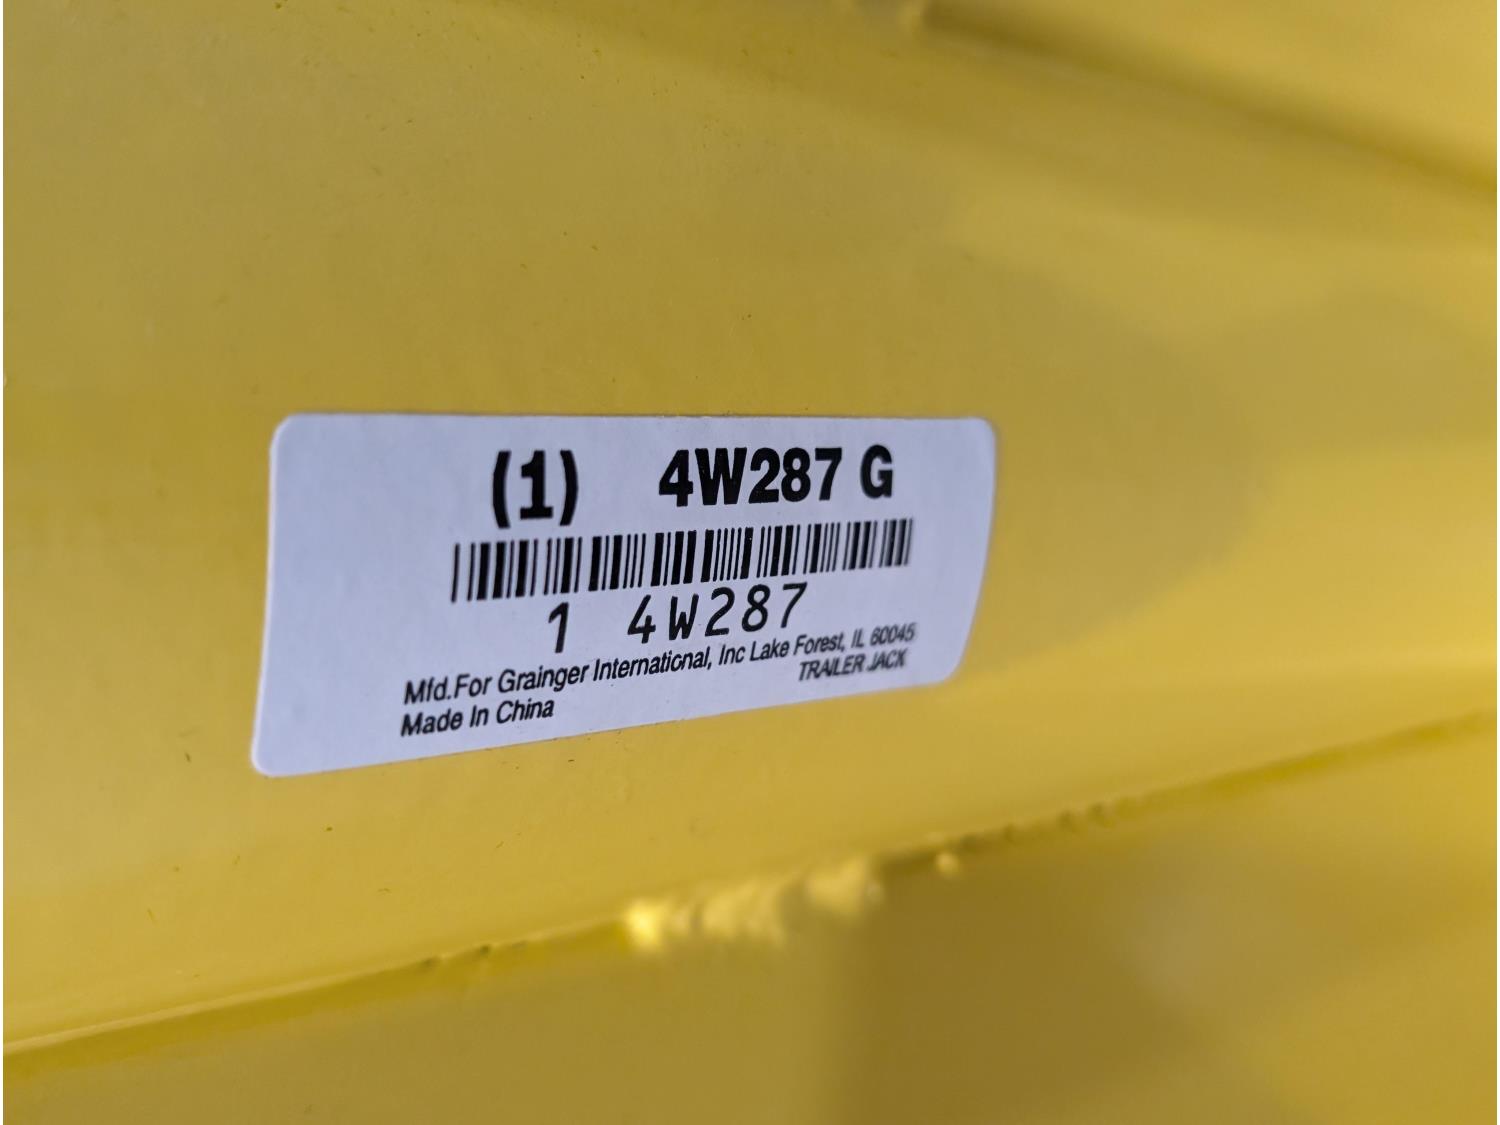 (1) 4W287 G
1 4W287
Mfd.For Grainger International, Inc Lake Forest, IL 60045
TRAILER JACK
Made In China